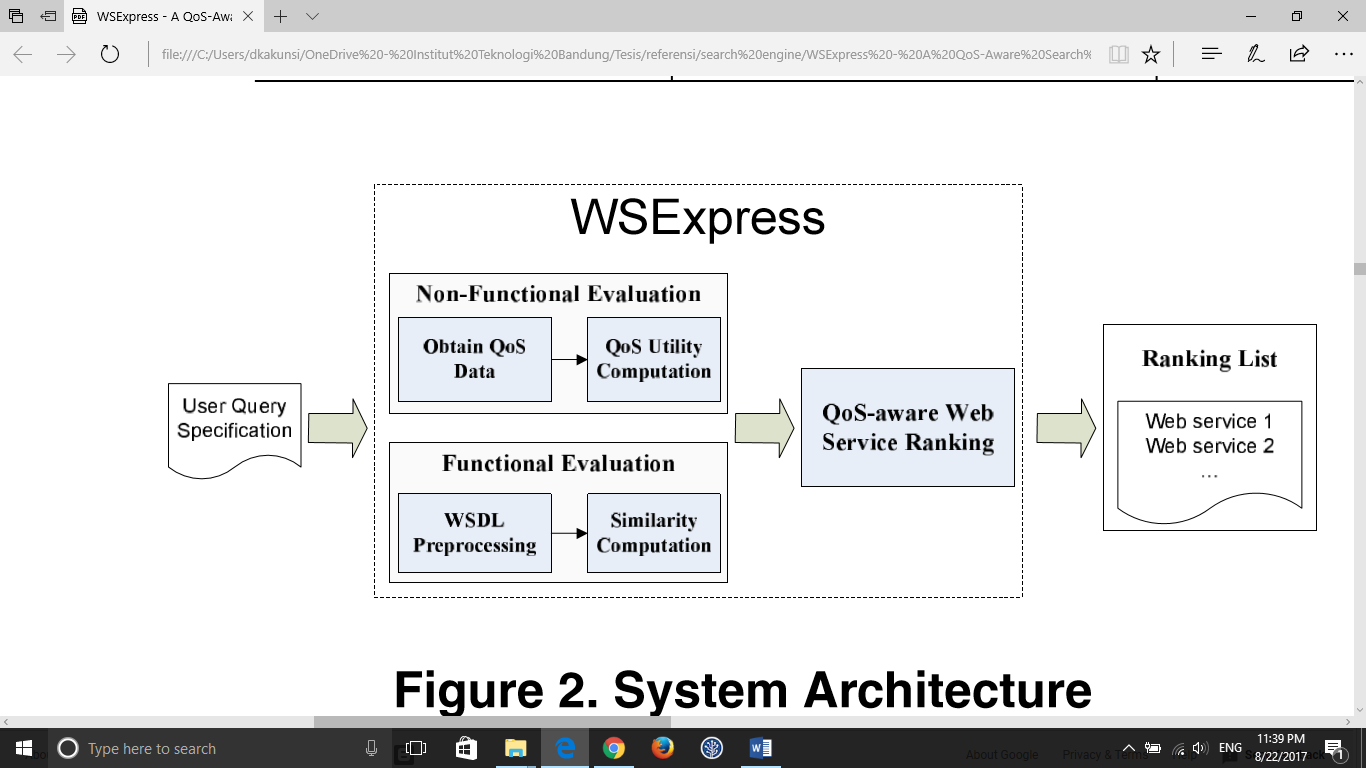 WSExpress - A QoS-Awa
file:///C:/Users/dkakunsi/OneDrive%20-%20Institut%20Teknologi%20Bandung/Tesis/referensi/search%20engine/WSExpress%20-%20A%20QoS-Aware%20Search%
WSExpress
Non-Functional Evaluation
Obtain QoS
Data
QoS Utility
Computation
User Query
Specification
Functional Evaluation
WSDL
Preprocessing
Similarity
Computation
QoS-aware Web
Service Ranking
Ranking List
Web service 1
Web service 2
...
Figure 2. System Architecture
Type here to search
About Google
Privacy & Terms
ENG
11:39 PM
8/22/2017
1